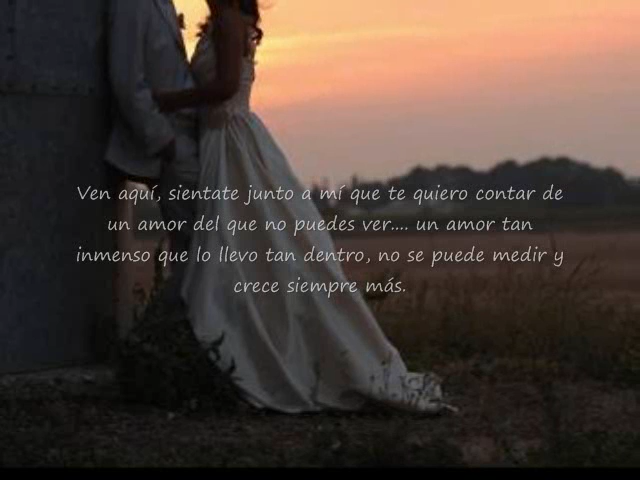 Ven aquí, sientate junto a mí que te quiero contar de
un amor del que no puedes ver.... un amor tan
inmenso que lo llevo tan dentro, no se puede medir y
crece siempre más.